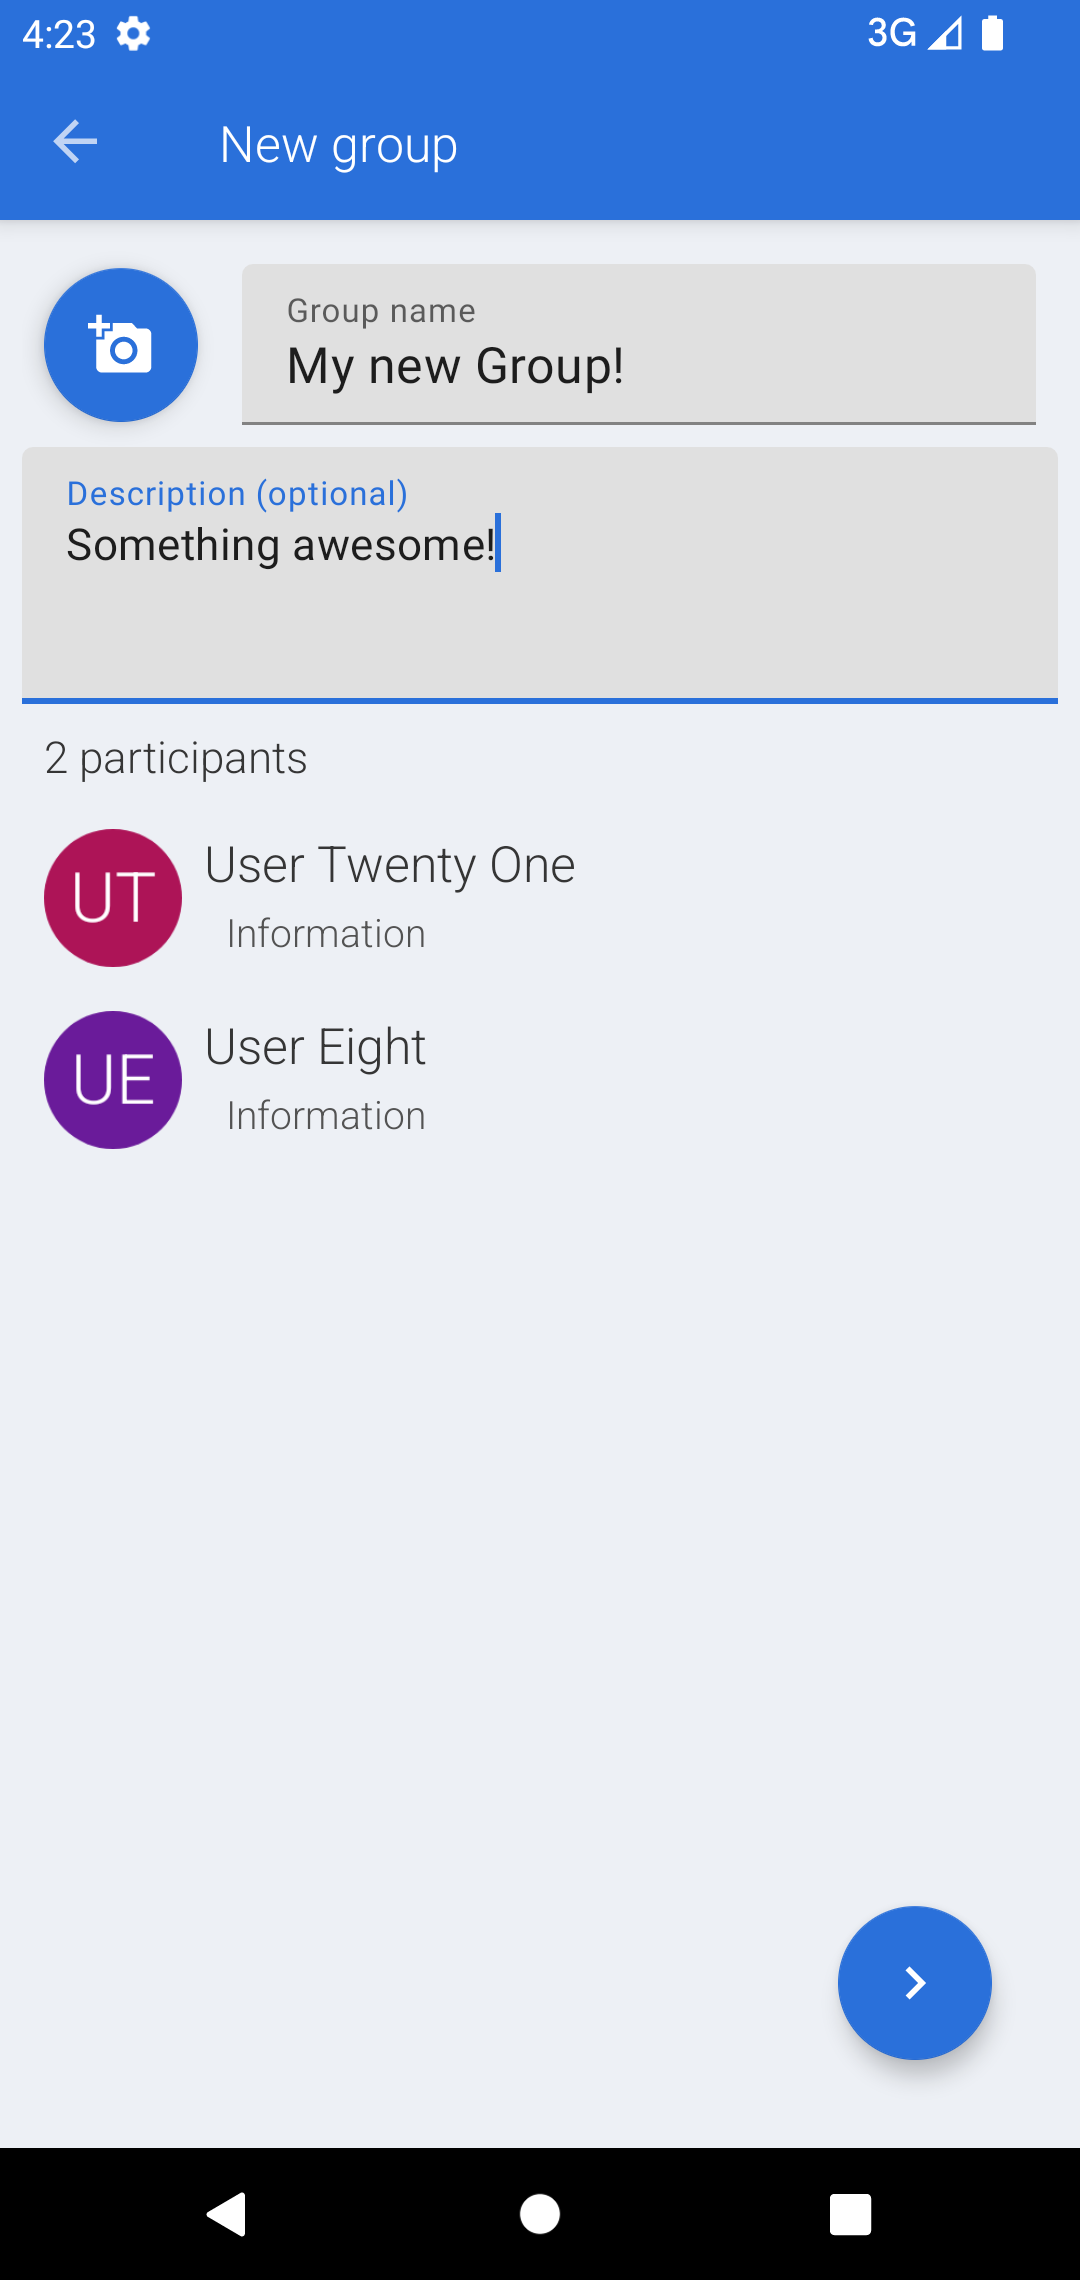 4:23
3G
New group
Group name
My new Group!
Description (optional)
Something awesome!
2 participants
UT
User Twenty One
Information
UE
User Eight
Information